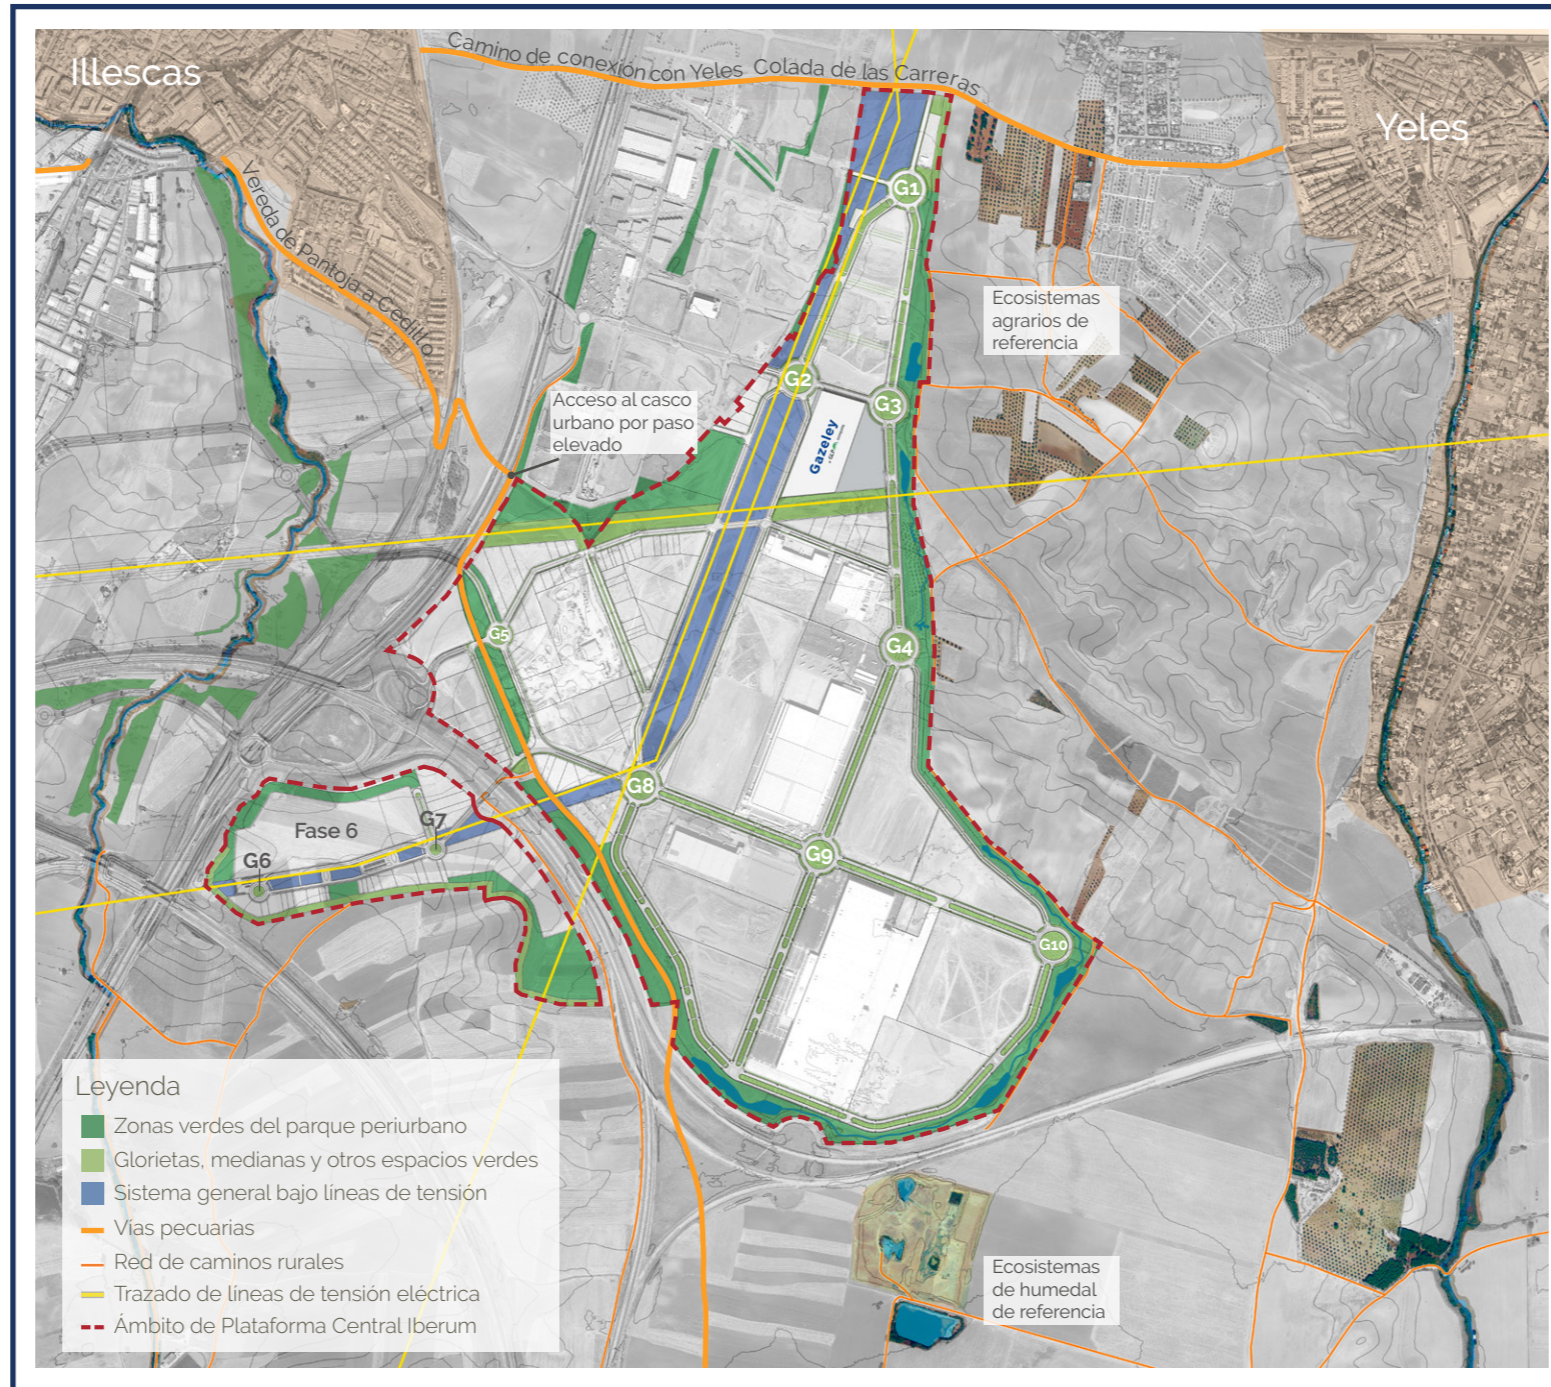 Illescas
Camino de conexión con Yeles
Colada de las Carreras
Yeles
Vereda de Pantoja a Cedillo
G1
Ecosistemas
agrarios de
referencia
G2
G3
Acceso al casco
urbano por paso
elevado
Gazeley
G5
G4
G8
Fase 6
G7
G6
G9
G10
Leyenda
Zonas verdes del parque periurbano
Glorietas, medianas y otros espacios verdes
Sistema general bajo líneas de tensión
Vías pecuarias
Red de caminos rurales
Trazado de líneas de tensión eléctrica
Ámbito de Plataforma Central Iberum
Ecosistemas
de humedal
de referencia